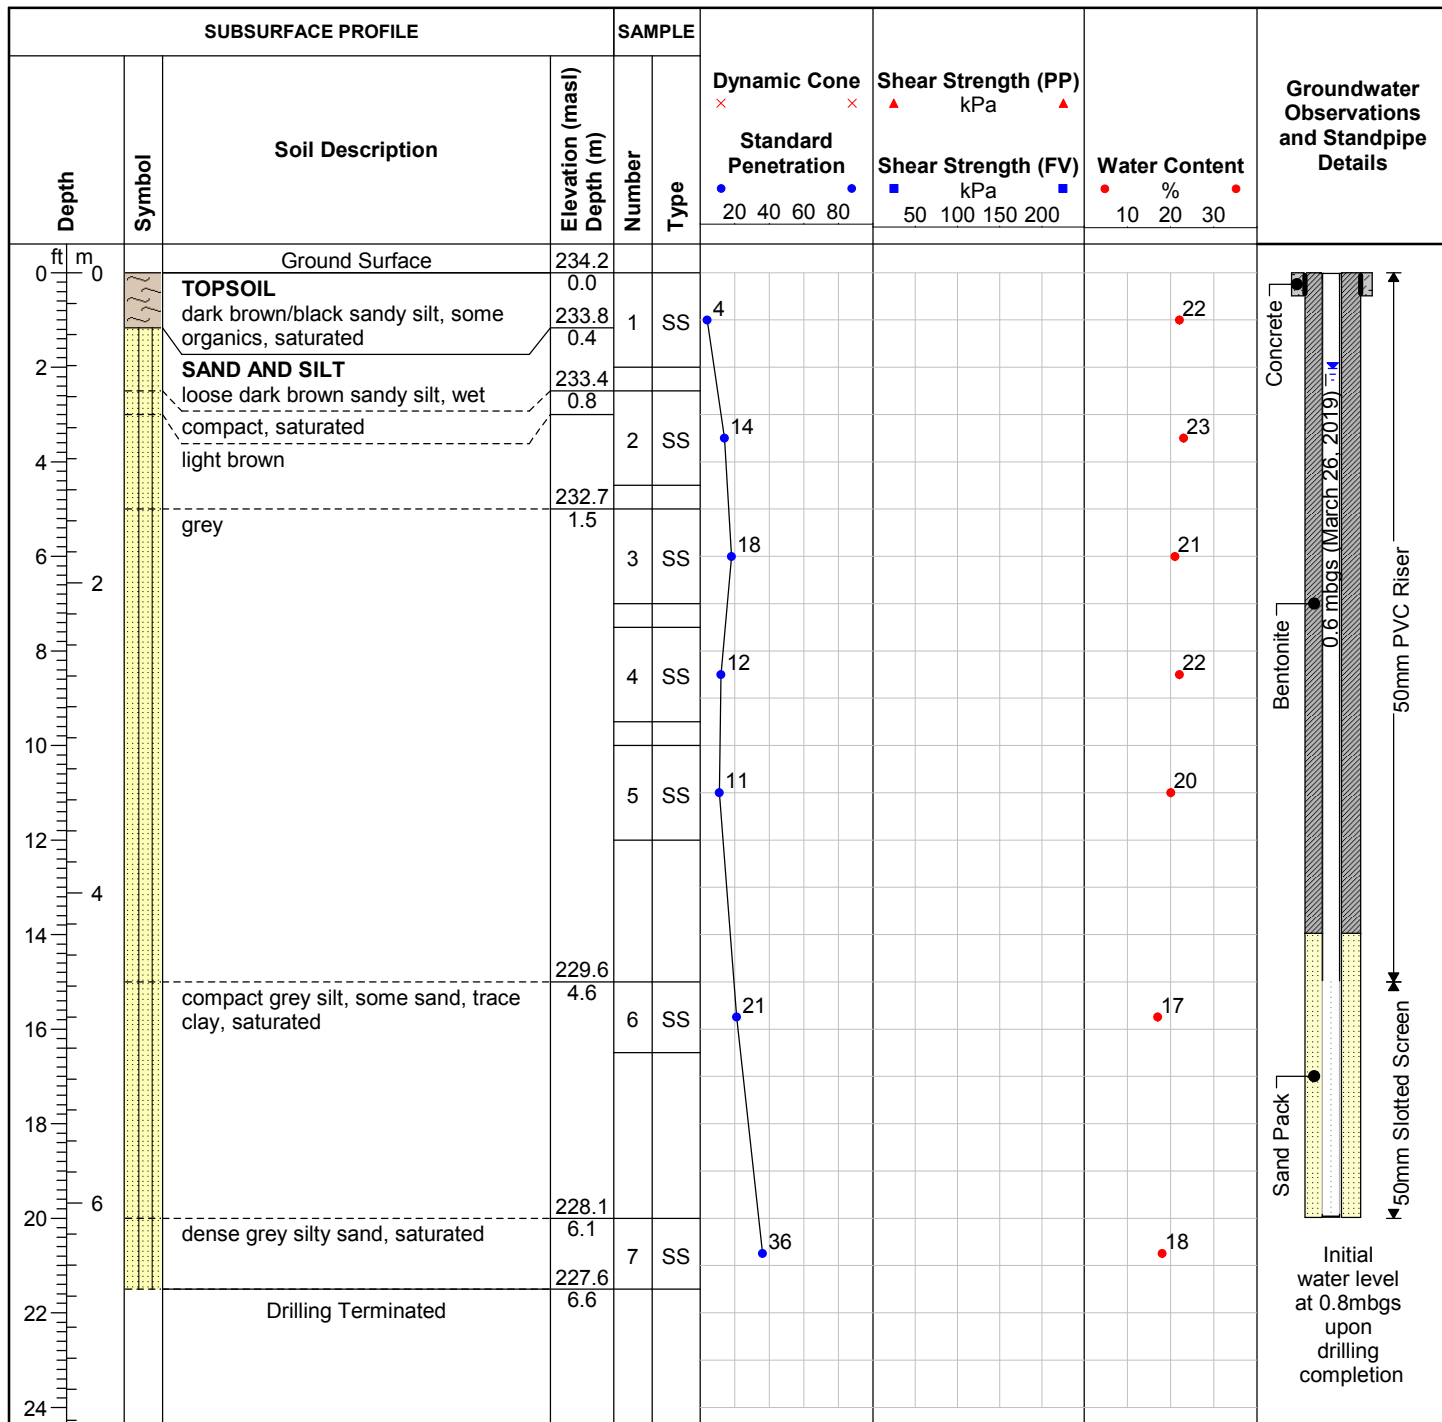 SUBSURFACE PROFILE
SAMPLE
Depth
Symbol
Soil Description
Elevation (masl)
Depth (m)
Number
Type
Dynamic Cone
Standard
Penetration
20 40 60 80
Shear Strength (PP)
kPa
Shear Strength (FV)
kPa
50 100 150 200
Water Content
%
10 20 30
Groundwater
Observations
and Standpipe
Details
ft m
Ground Surface
234.2
0 0
0.0
TOPSOIL
dark brown/black sandy silt, some
organics, saturated
233.8
0.4
1 SS
4
22
2
SAND AND SILT
loose dark brown sandy silt, wet
233.4
0.8
compact, saturated
light brown
2 SS
14
23
4
232.7
1.5
grey
6
2
3 SS
18
21
8
4 SS
12
22
10
5 SS
11
20
12
4
14
229.6
4.6
compact grey silt, some sand, trace
clay, saturated
16
6 SS
21
17
18
6
20
228.1
6.1
dense grey silty sand, saturated
7 SS
36
18
227.6
6.6
Drilling Terminated
22
24
Concrete
0.6 mbgs (March 26, 2019)
Bentonite
50mm PVC Riser
Sand Pack
50mm Slotted Screen
Initial
water level
at 0.8mbgs
upon
drilling
completion